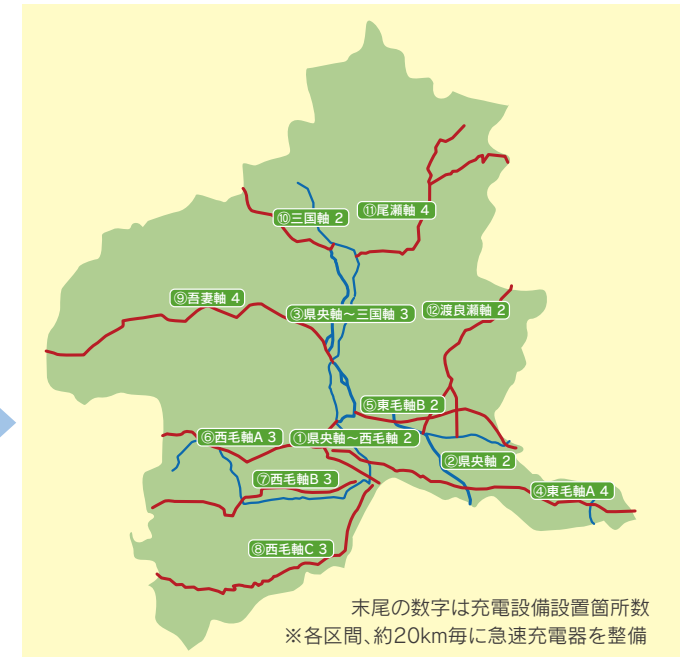 ⑩三国軸 2
⑪尾瀬軸 4
⑨吾妻軸 4
③県央軸～三国軸 3
⑫渡良瀬軸 2
⑤東毛軸B 2
⑥西毛軸A 3
①県央軸～西毛軸 2
②県央軸 2
⑦西毛軸B 3
④東毛軸A 4
⑧西毛軸C 3
末尾の数字は充電設備設置箇所数
※各区間、約20km毎に急速充電器を整備